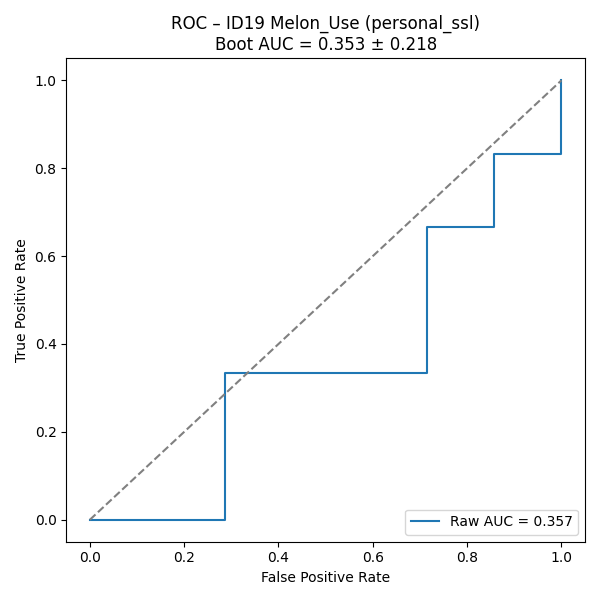 ROC – ID19 Melon_Use (personal_ssl)
Boot AUC = 0.353 ± 0.218
1.0
0.8
0.6
0.4
0.2
0.0
True Positive Rate
Raw AUC = 0.357
0.0 0.2 0.4 0.6 0.8 1.0
False Positive Rate